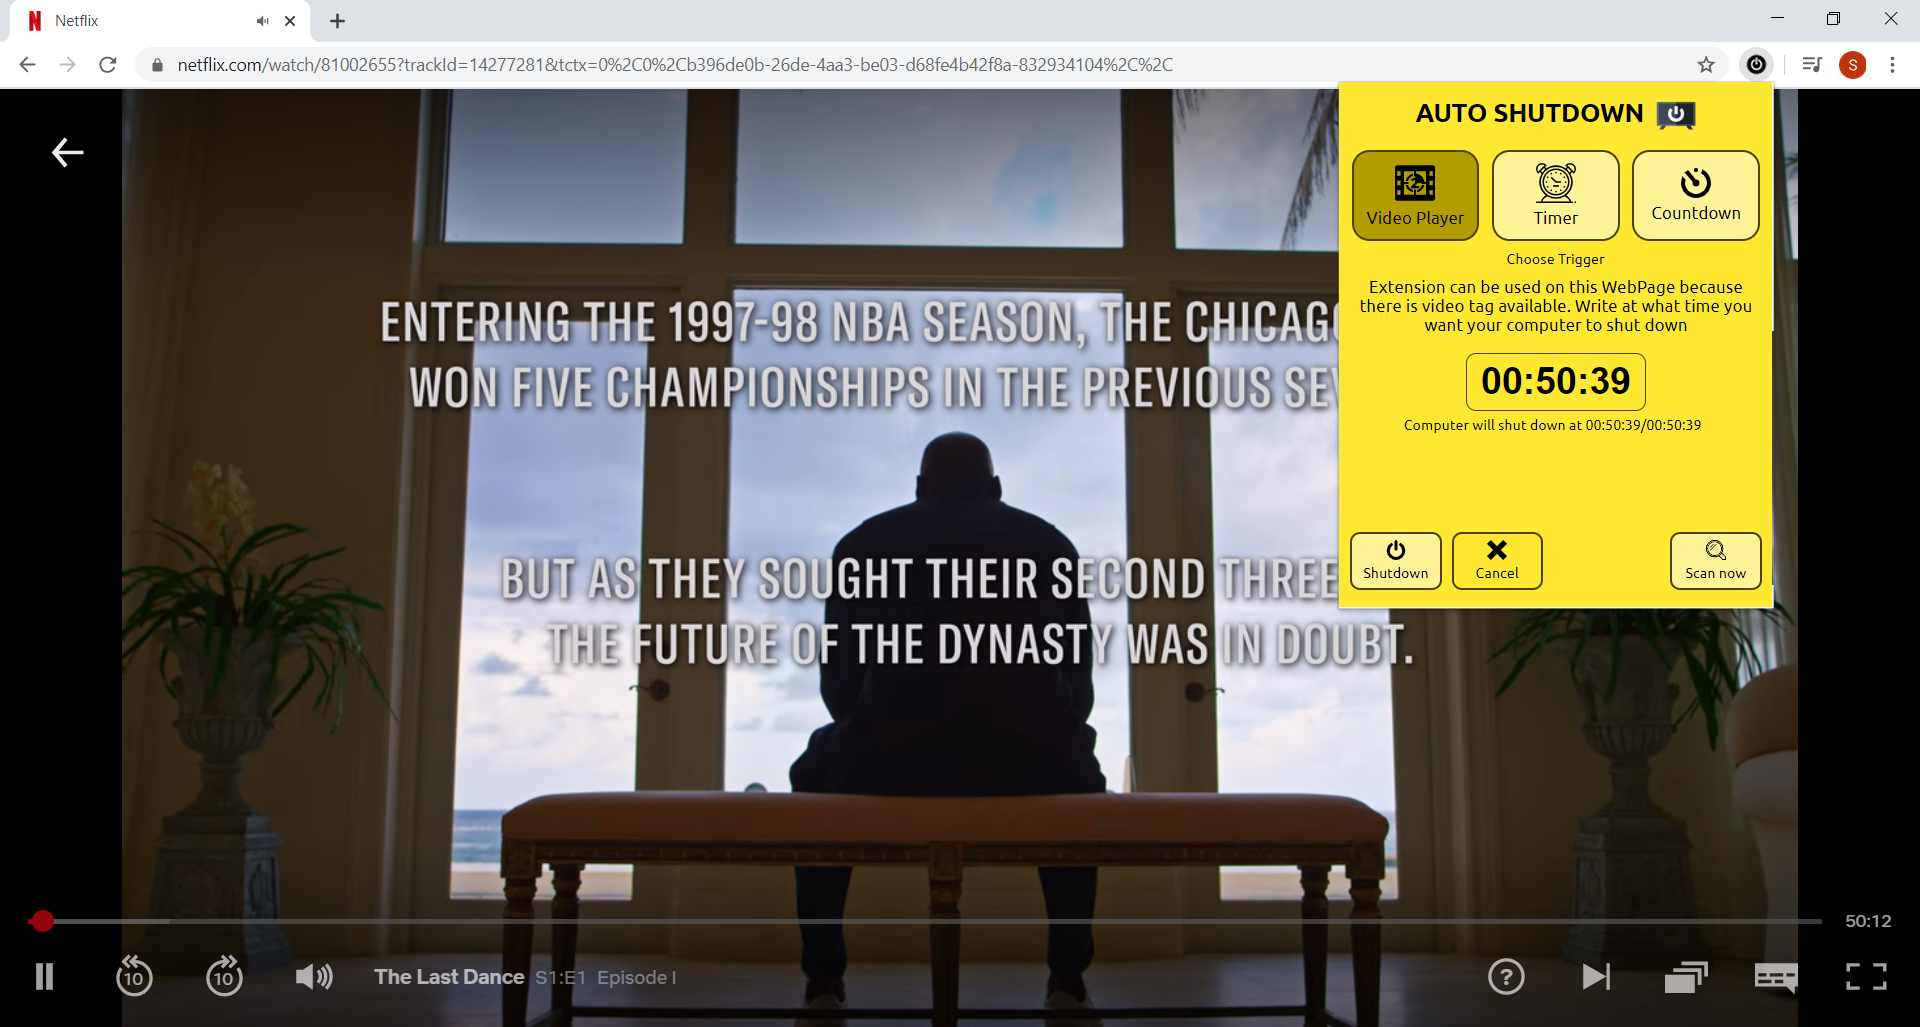 Netflix
netflix.com/watch/81002655?trackId=14277281&tctx=0%2C0%2Cb396de0b-26de-4aa3-be03-d68fe4b42f8a-832934104%2C%2C
S
AUTO SHUTDOWN
Video Player
Timer
Countdown
Choose Trigger
Extension can be used on this WebPage because
there is video tag available. Write at what time you
want your computer to shut down
00:50:39
Computer will shut down at 00:50:39/00:50:39
Shutdown
Cancel
Scan now
ENTERING THE 1997-98 NBA SEASON, THE CHICAG
WON FIVE CHAMPIONSHIPS IN THE PREVIOUS SE
BUT AS THEY SOUGHT THEIR SECOND THREE
THE FUTURE OF THE DYNASTY WAS IN DOUBT.
50:12
10
10
The Last Dance S1:E1 Episode I
?